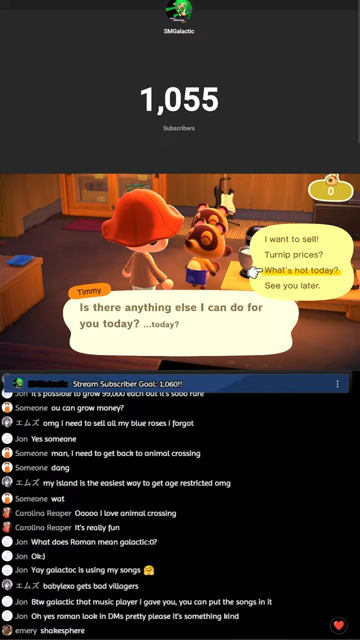 SMGalactic
1,055
Subscribers
0
I want to sell!
Turnip prices?
What's hot today?
See you later.
Timmy
Is there anything else I can do for
you today? ...today?
SMGalactic Stream Subscriber Goal: 1,060!!
Jon It's possible to grow 99,000 each but it's sooo rare
Someone ou can grow money?
エムズ omg i need to sell all my blue roses i forgot
Jon Yes someone
Someone man, i need to get back to animal crossing
Someone dang
エムズ my island is the easiest way to get age restricted omg
Someone wat
Carolina Reaper Ooooo I love animal crossing
Carolina Reaper It's really fun
Jon What does Roman mean galactic:0?
Jon Ok:)
Jon Yay galactoc is using my songs 🤗
エムズ babylexo gets bad villagers
Jon Btw galactic that music player I gave you, you can put the songs in it
Jon Oh yes roman look in DMs pretty please it's something kind
emery shakesphere